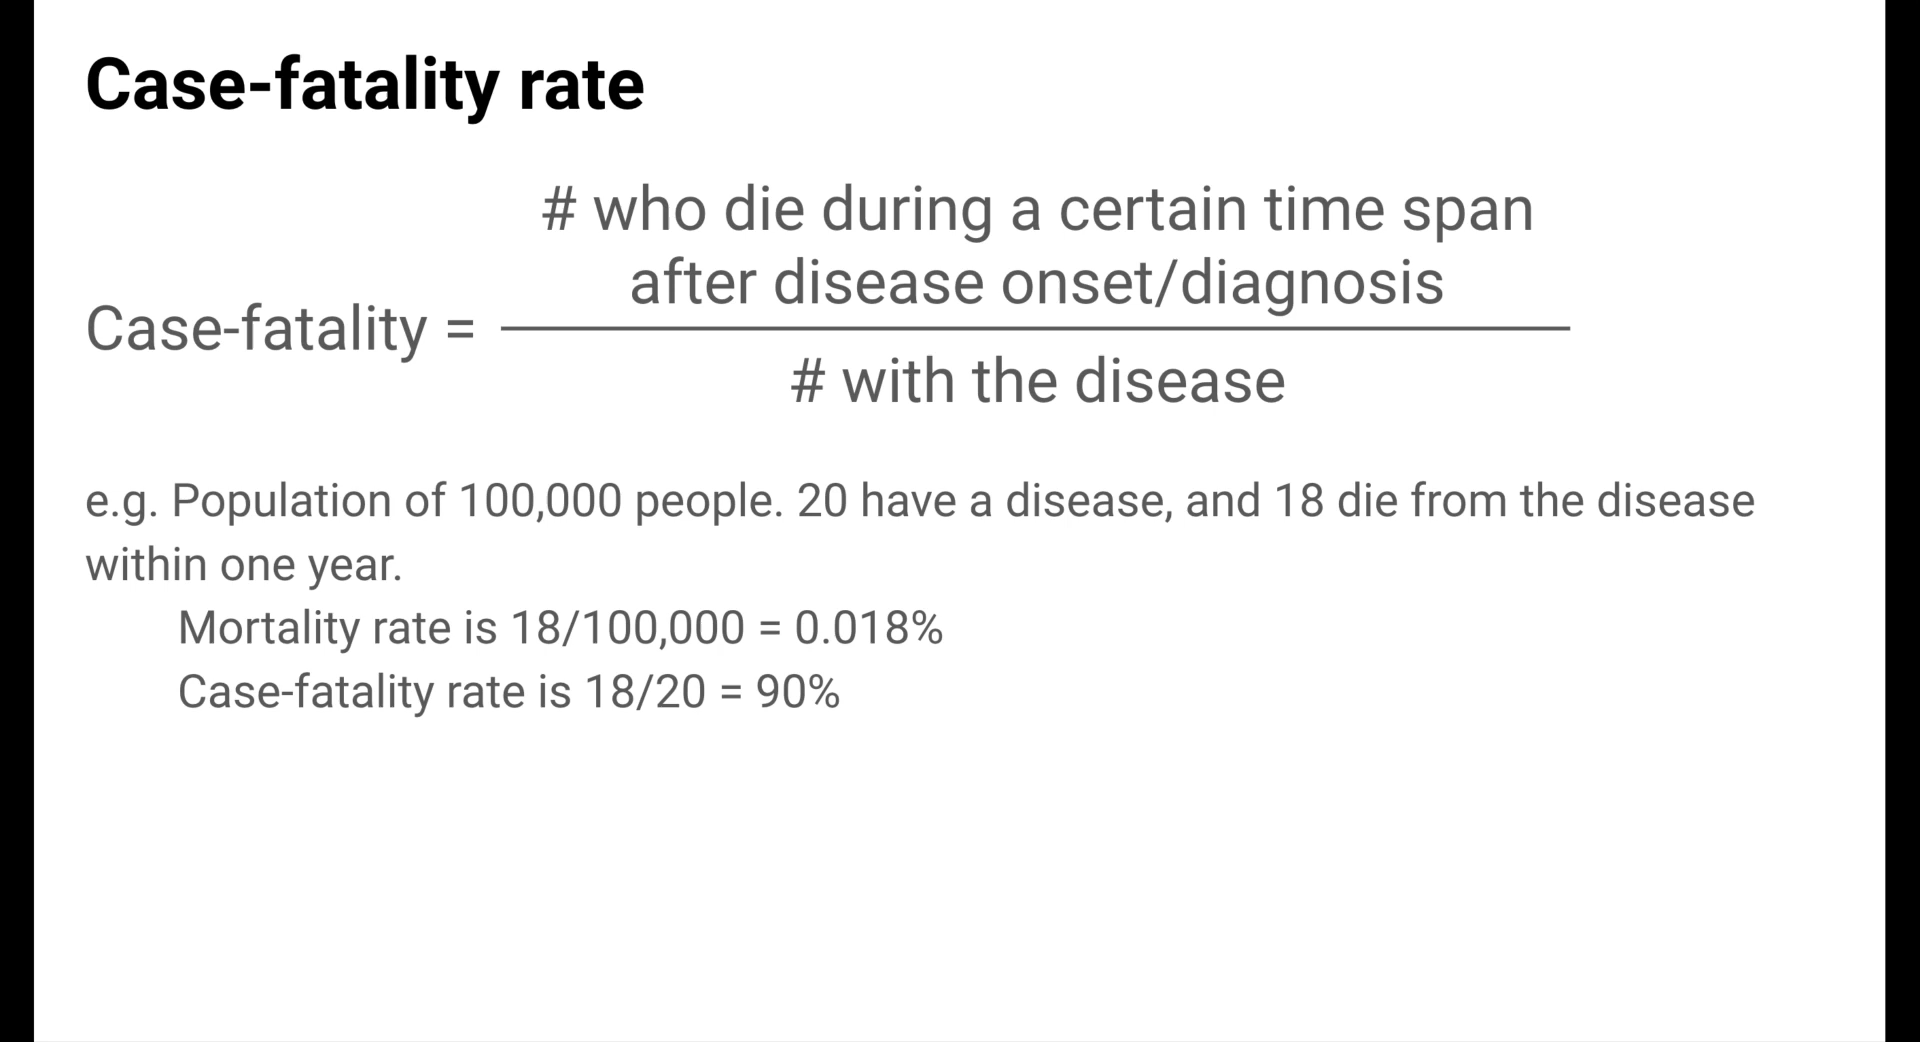 Case-fatality rate
# who die during a certain time span
after disease onset/diagnosis
Case-fatality =
# with the disease
e.g. Population of 100,000 people. 20 have a disease, and 18 die from the disease
within one year.
Mortality rate is 18/100,000 = 0.018%
Case-fatality rate is 18/20 = 90%